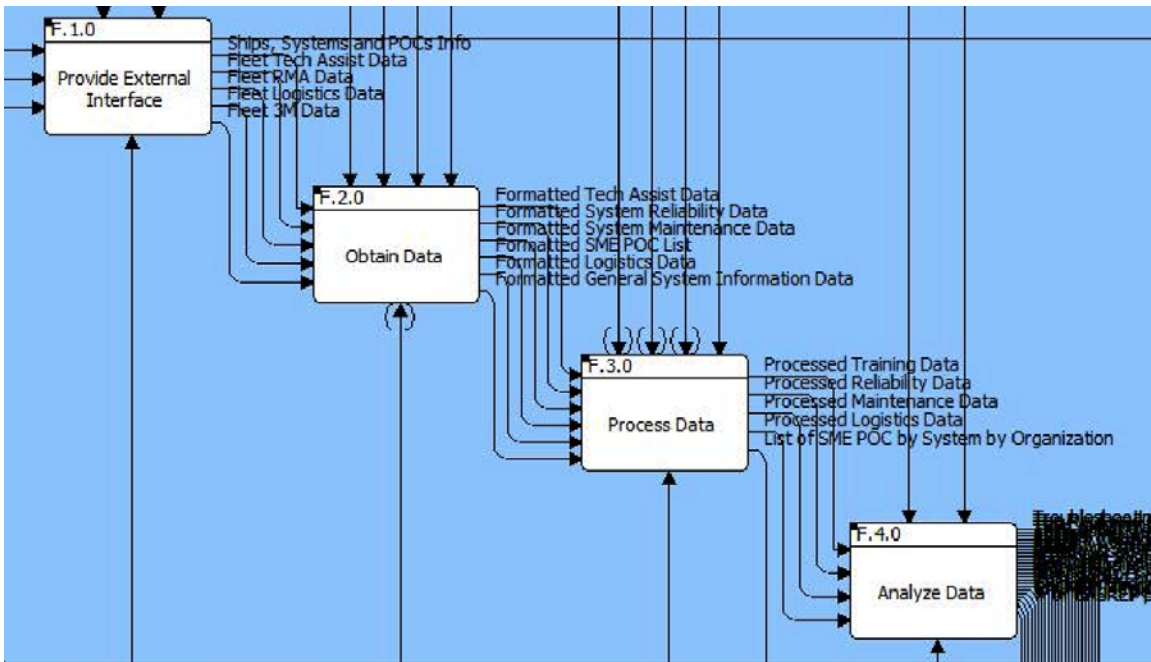 F.1.0
Provide External
Interface
Ships, Systems and POCs Info
Fleet Tech Assist Data
Fleet RMA Data
Fleet Logistics Data
Fleet 3M Data
F.2.0
Obtain Data
Formatted Tech Assist Data
Formatted System Reliability Data
Formatted System Maintenance Data
Formatted SME POC List
Formatted Logistics Data
Formatted General System Information Data
F.3.0
Process Data
Processed Training Data
Processed Reliability Data
Processed Maintenance Data
Processed Logistics Data
List of SME POC by System by Organization
F.4.0
Analyze Data